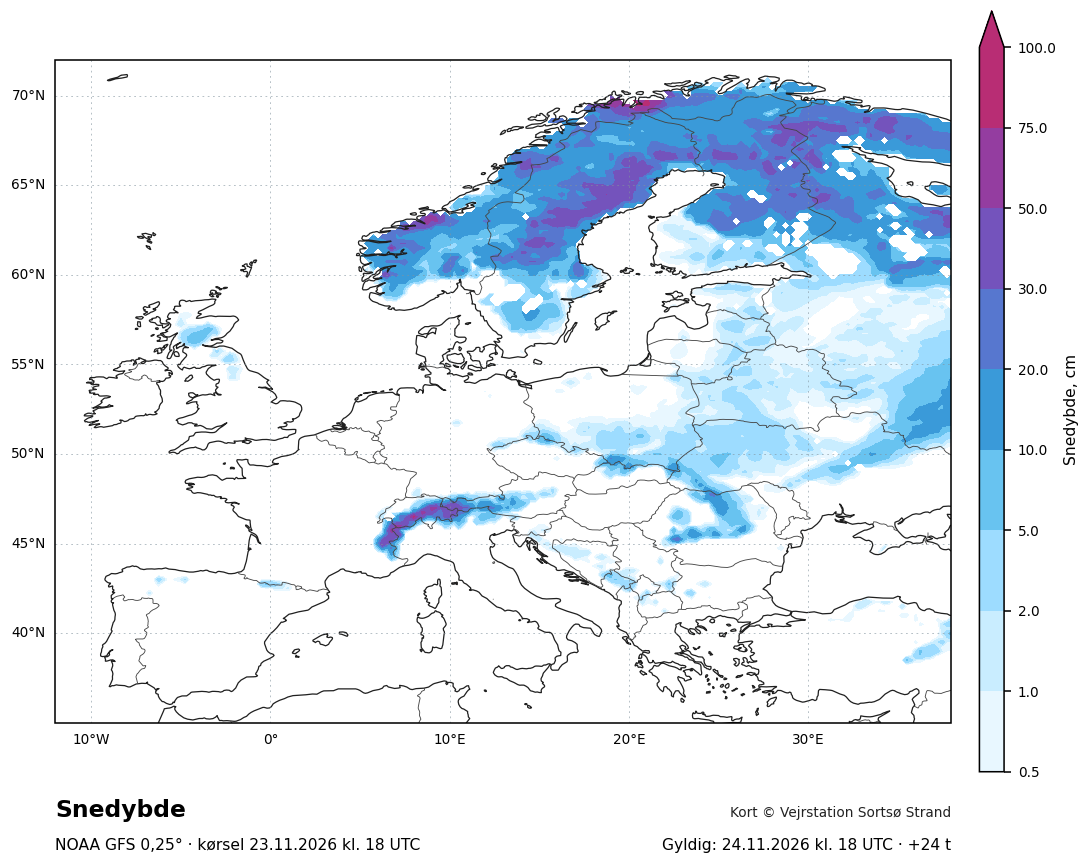 100.0
75.0
50.0
30.0
20.0
10.0
5.0
2.0
1.0
0.5
Snedybde, cm
70°N
65°N
60°N
55°N
50°N
45°N
40°N
10°W 0° 10°E 20°E 30°E
Snedybde
Kort © Vejrstation Sortsø Strand
NOAA GFS 0,25° · kørsel 23.11.2026 kl. 18 UTC
Gyldig: 24.11.2026 kl. 18 UTC · +24 t